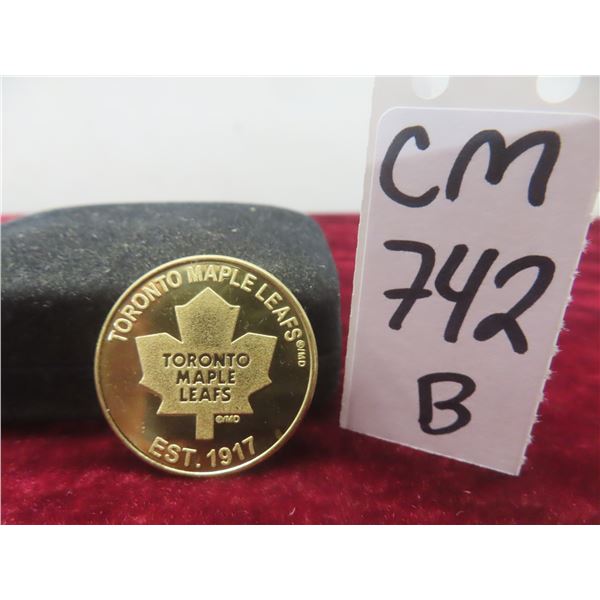 TORONTO MAPLE LEAFS ©/MD
TORONTO
MAPLE
LEAFS
©/MD
EST. 1917
CM
742
B